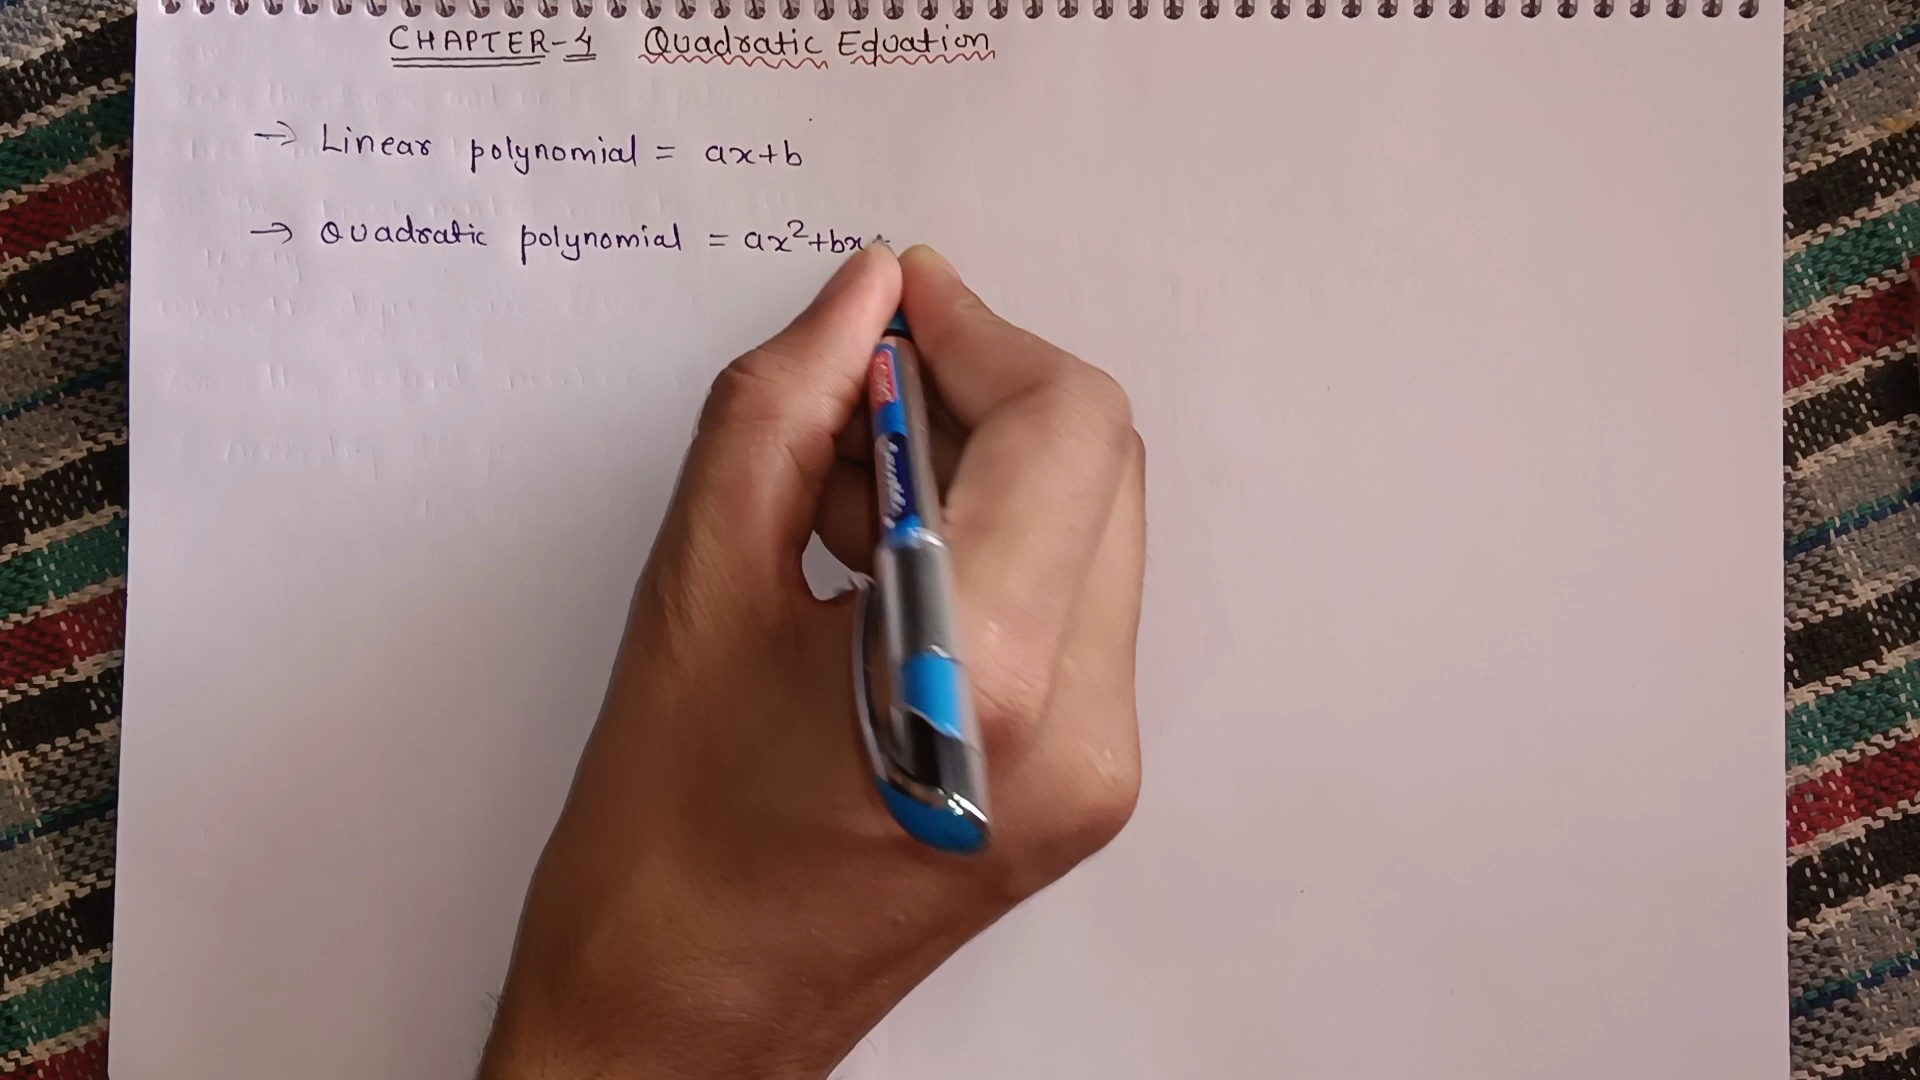 CHAPTER-4 Quadratic Equation
→ Linear polynomial = ax+b
→ Quadratic polynomial = ax²+bx+